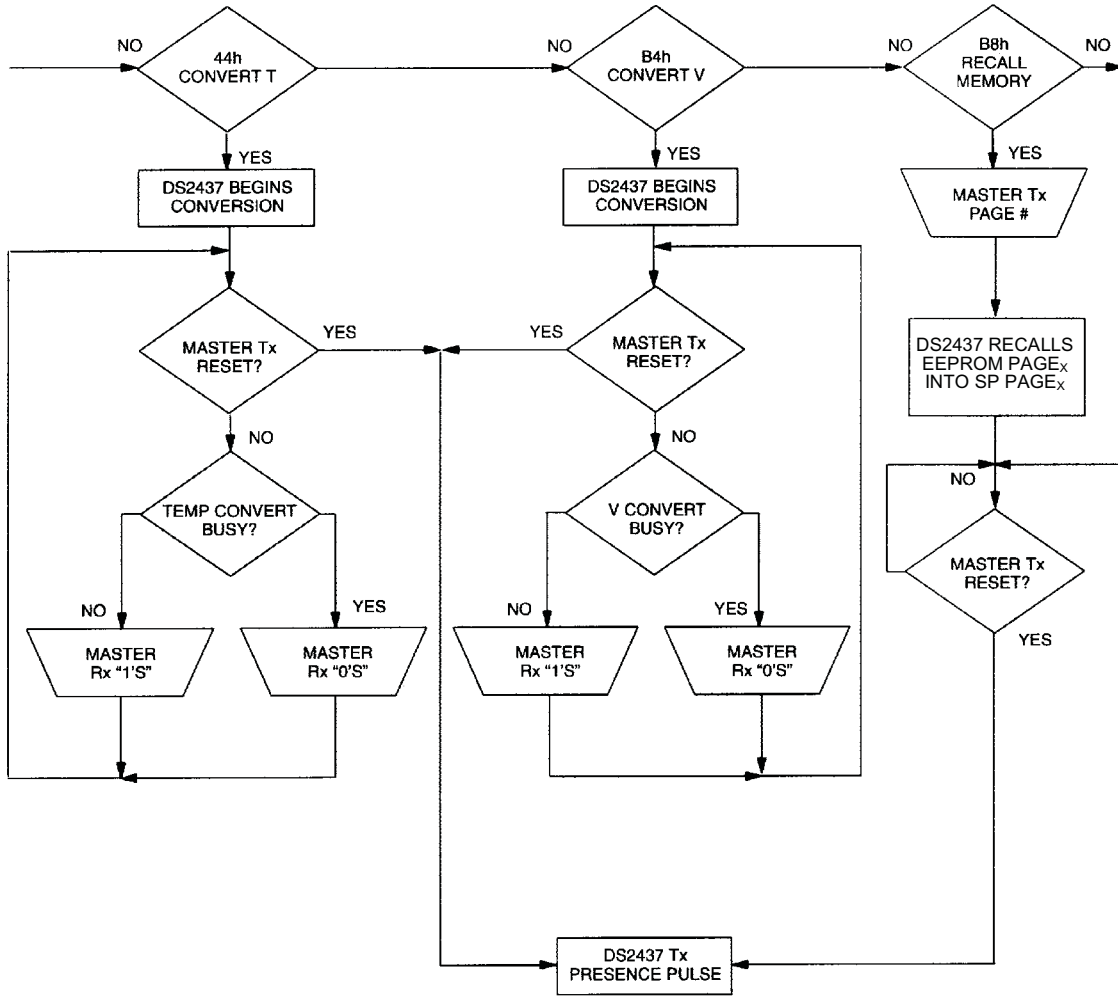 NO
44h
CONVERT T
NO
B4h
CONVERT V
NO
B8h
RECALL
MEMORY
NO
YES
YES
YES
DS2437 BEGINS
CONVERSION
DS2437 BEGINS
CONVERSION
MASTER Tx
PAGE #
MASTER Tx
RESET?
YES
YES
MASTER Tx
RESET?
DS2437 RECALLS
EEPROM PAGEX
INTO SP PAGEX
NO
NO
NO
TEMP CONVERT
BUSY?
V CONVERT
BUSY?
MASTER Tx
RESET?
NO
YES
NO
YES
YES
MASTER
Rx “1’S”
MASTER
Rx “0’S”
MASTER
Rx “1’S”
MASTER
Rx “0’S”
DS2437 Tx
PRESENCE PULSE